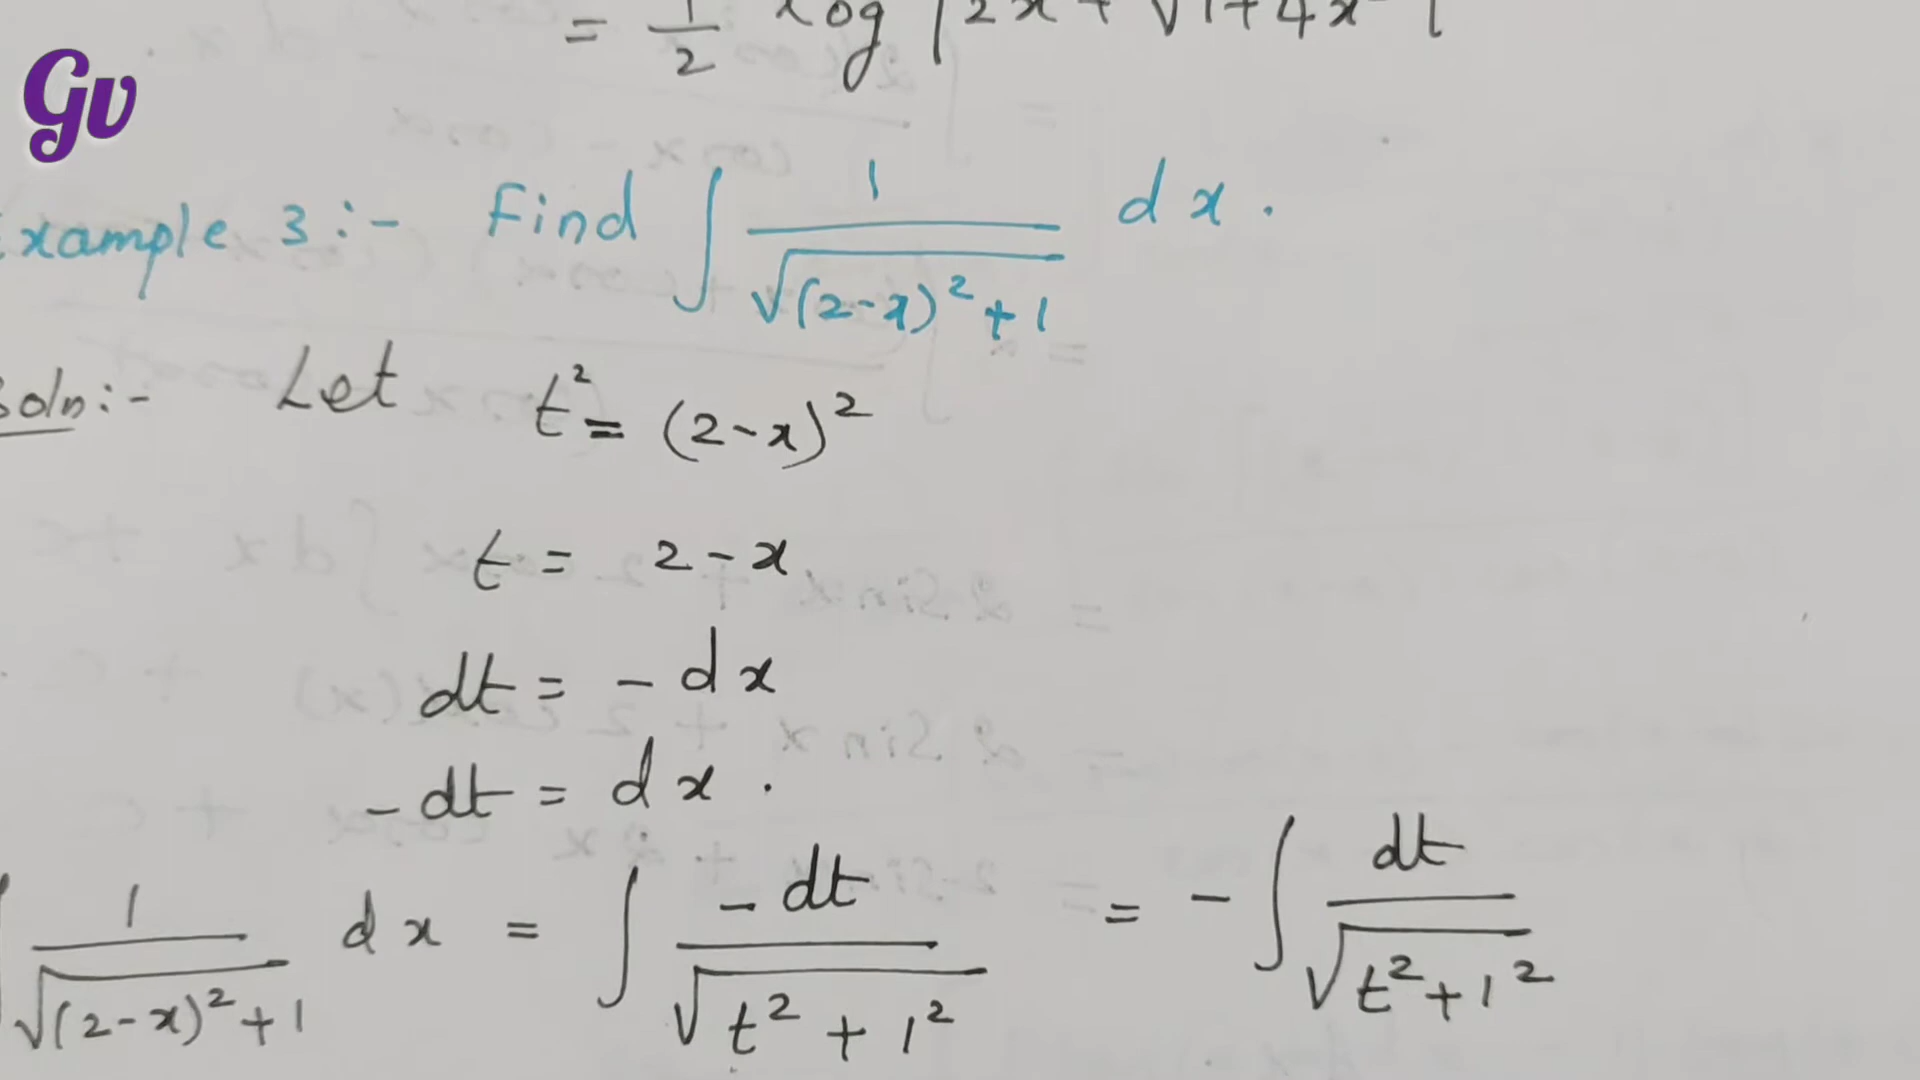 = 1/2 log |2x + √1+4x² |
Gv
Example 3:- Find ∫ 1/√(2-x)²+1 dx.
Soln:- Let t² = (2-x)²
t = 2-x
dt = - dx
-dt = dx.
∫ 1/√(2-x)²+1 dx = ∫ -dt/√t²+1² = - ∫ dt/√t²+1²